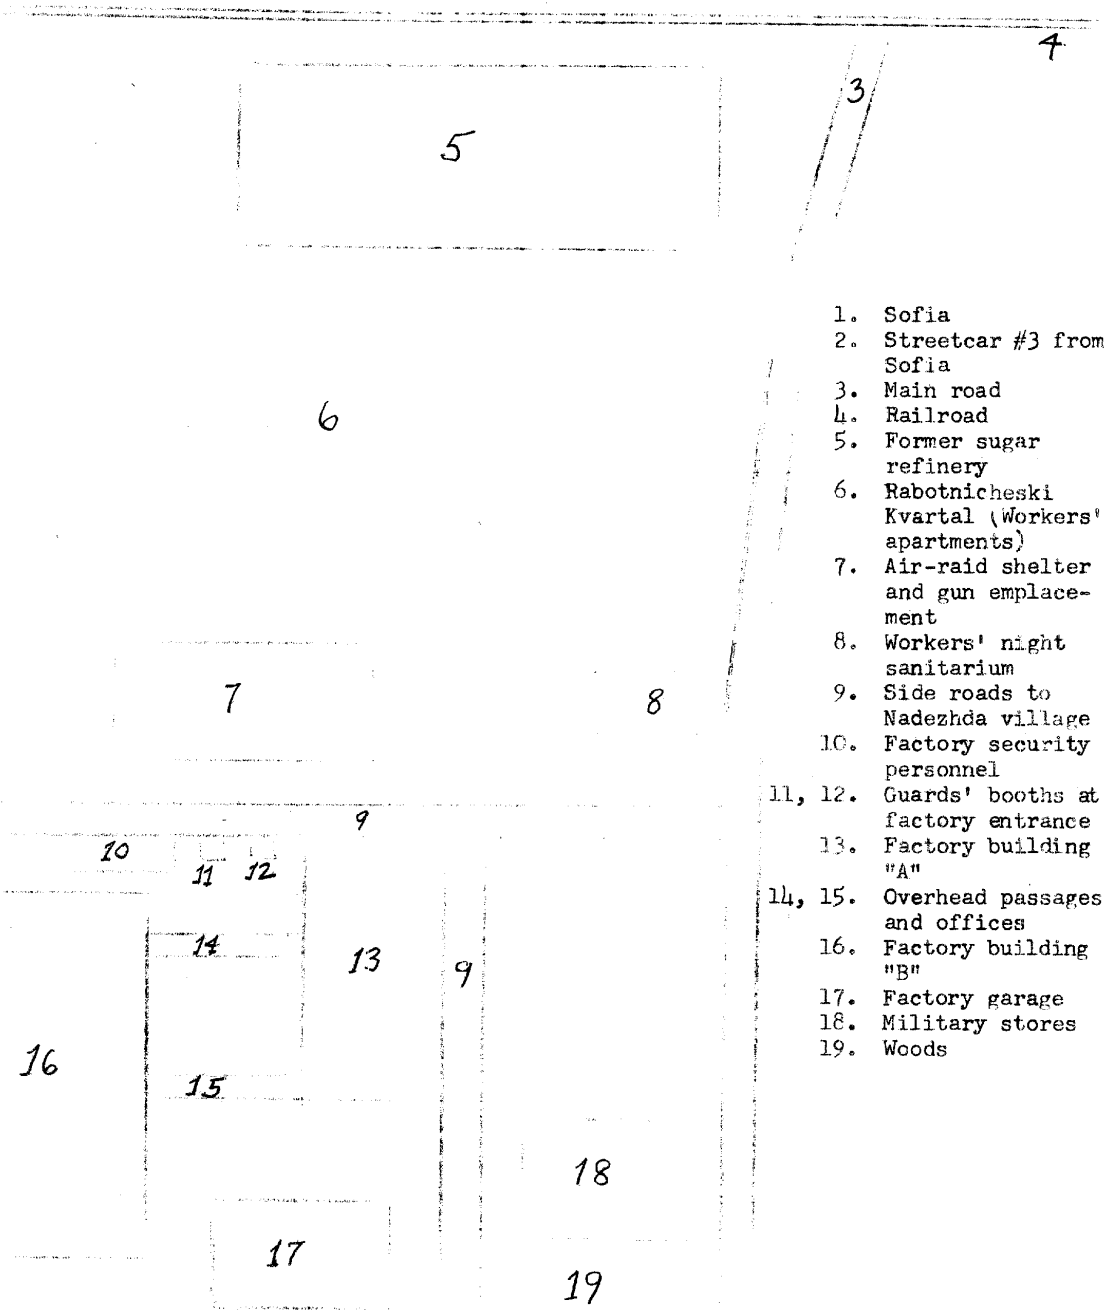 4
3
5
6
7
8
9
10
11
12
14
13
9
16
15
18
17
19
1. Sofia
2. Streetcar #3 from
Sofia
3. Main road
4. Railroad
5. Former sugar
refinery
6. Rabotnicheski
Kvartal (Workers'
apartments)
7. Air-raid shelter
and gun emplace-
ment
8. Workers' night
sanitarium
9. Side roads to
Nadezhda village
10. Factory security
personnel
11, 12. Guards' booths at
factory entrance
13. Factory building
"A"
14, 15. Overhead passages
and offices
16. Factory building
"B"
17. Factory garage
18. Military stores
19. Woods